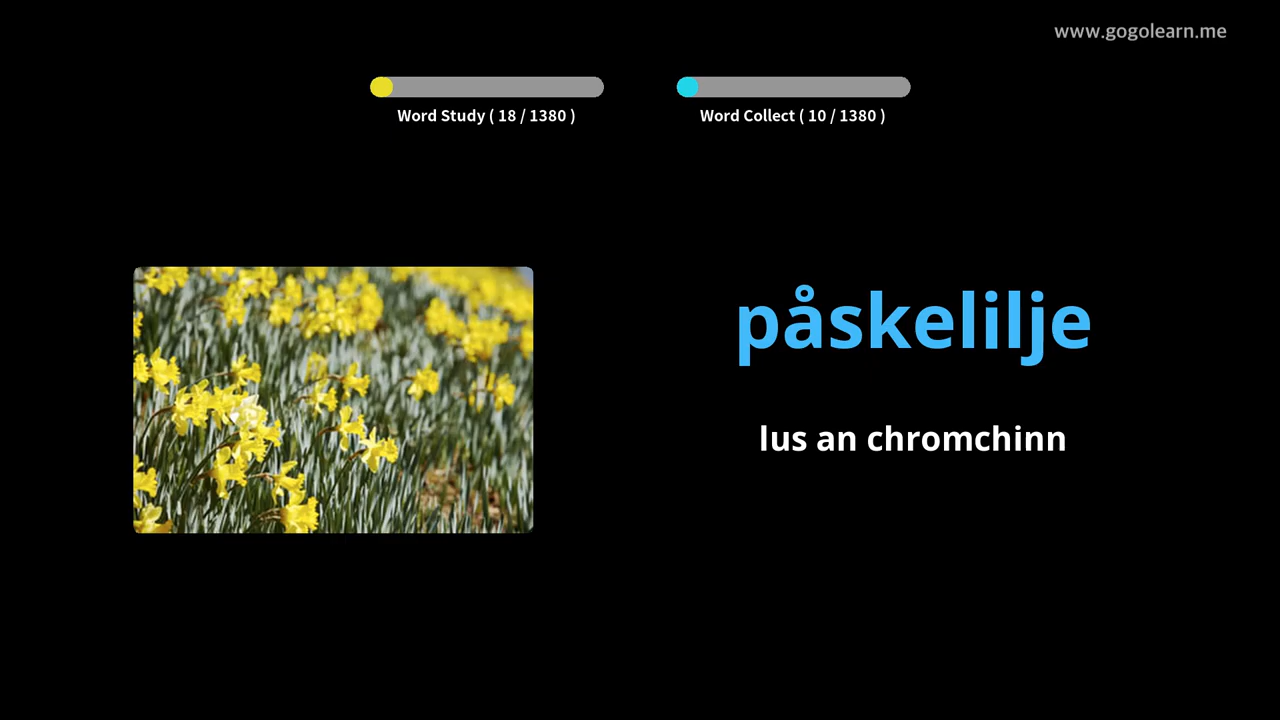 www.gogolearn.me
Word Study ( 18 / 1380 )
Word Collect ( 10 / 1380 )
påskelilje
lus an chromchinn